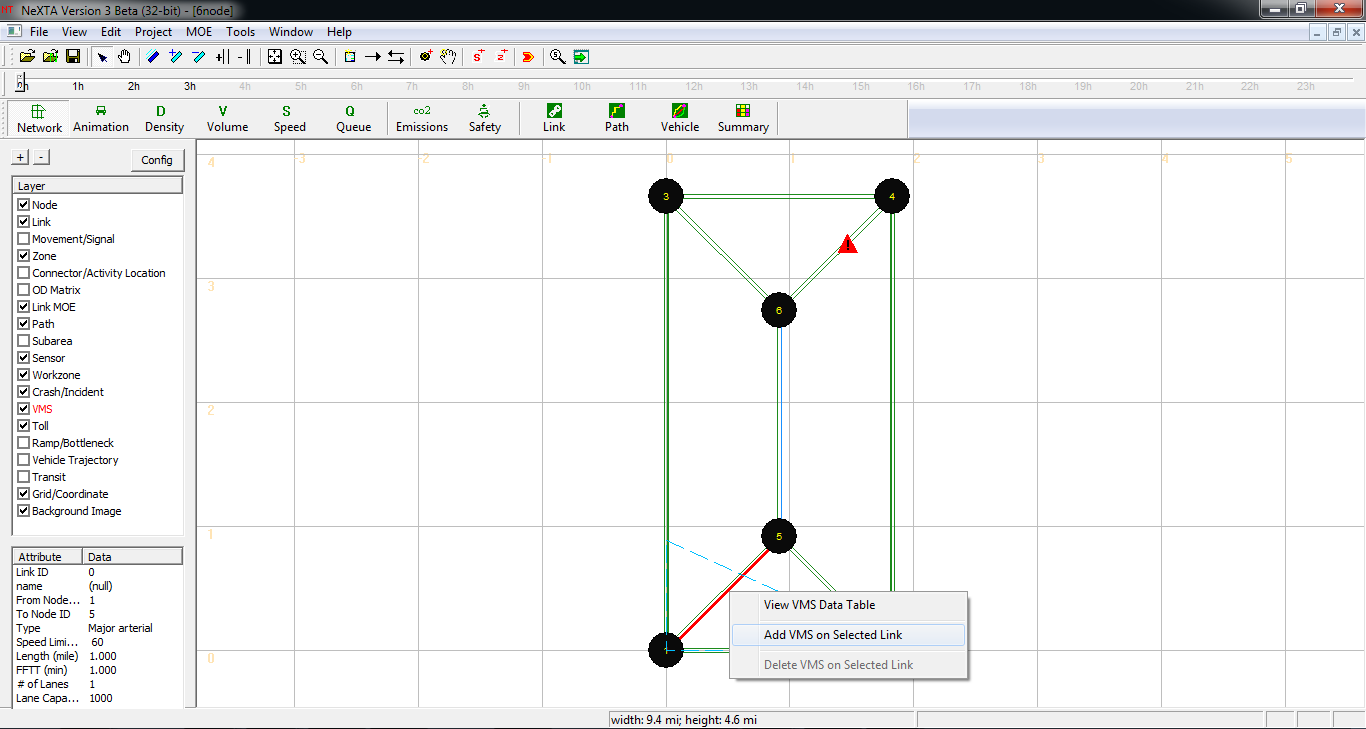 NeXTA Version 3 Beta (32-bit) - [6node]
File View Edit Project MOE Tools Window Help
1h 2h 3h 4h 5h 6h 7h 8h 9h 10h 11h 12h 13h 14h 15h 16h 17h 18h 19h 20h 21h 22h 23h
D V S Q co2
Network Animation Density Volume Speed Queue Emissions Safety Link Path Vehicle Summary
+ - Config
Layer
Node
Link
Movement/Signal
Zone
Connector/Activity Location
OD Matrix
Link MOE
Path
Subarea
Sensor
Workzone
Crash/Incident
VMS
Toll
Ramp/Bottleneck
Vehicle Trajectory
Transit
Grid/Coordinate
Background Image
Attribute Data
Link ID 0
name (null)
From Node... 1
To Node ID 5
Type Major arterial
Speed Limi... 60
Length (mile) 1.000
FFTT (min) 1.000
# of Lanes 1
Lane Capa... 1000
-3 -2 -1 0 1 2 3 4 5
4
3 4
!
3
6
2
5
1
0
View VMS Data Table
Add VMS on Selected Link
Delete VMS on Selected Link
width: 9.4 mi; height: 4.6 mi